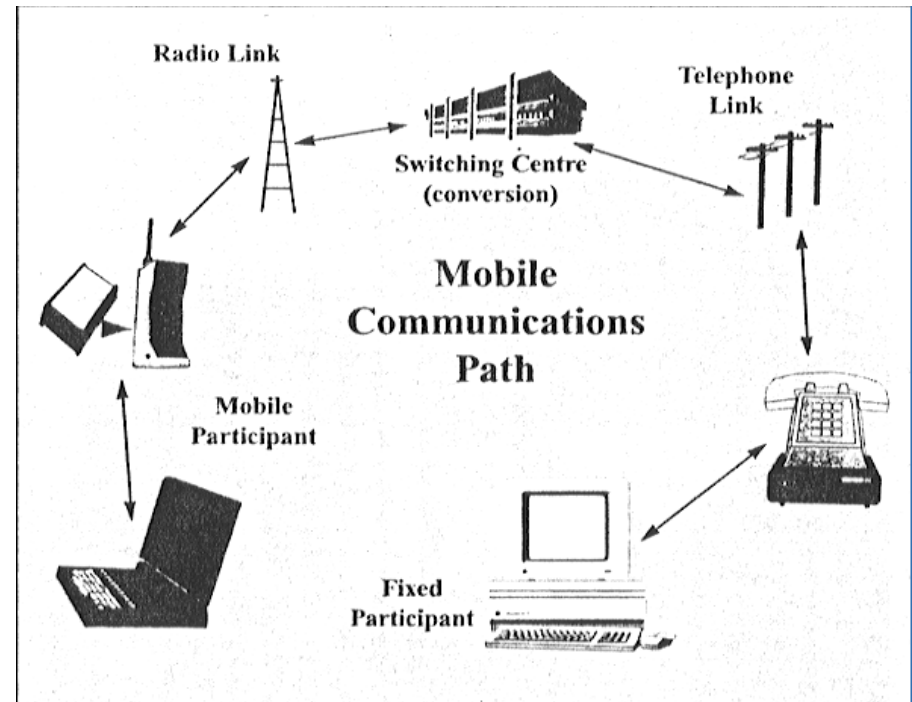 Radio Link
Telephone
Link
Switching Centre
(conversion)
Mobile
Communications
Path
Mobile
Participant
Fixed
Participant